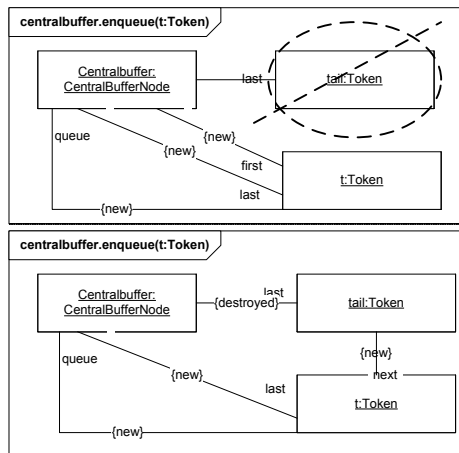 centralbuffer.enqueue(t:Token)
Centralbuffer:
CentralBufferNode
last
tail:Token
queue
{new}
{new}
first
last
t:Token
{new}
centralbuffer.enqueue(t:Token)
Centralbuffer:
CentralBufferNode
last
{destroyed}
tail:Token
queue
{new}
{new}
next
last
t:Token
{new}